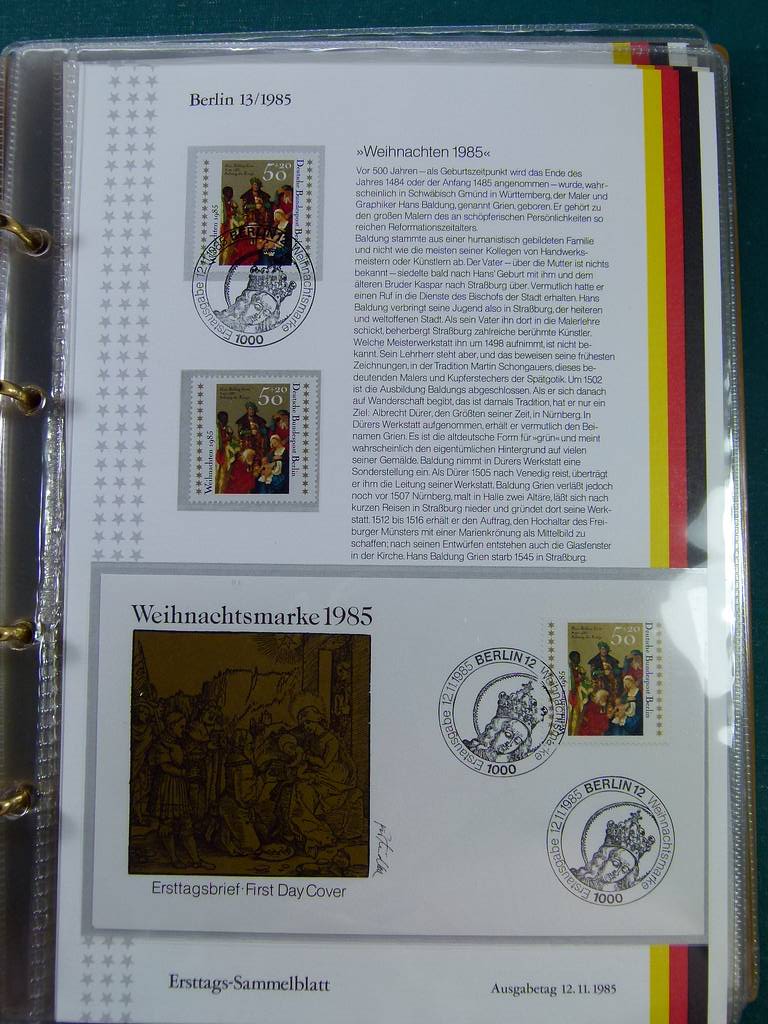 Berlin 13/1985
»Weihnachten 1985«
Vor 500 Jahren – als Geburtszeitpunkt wird das Ende des
Jahres 1484 oder der Anfang 1485 angenommen – wurde, wahr-
scheinlich in Schwäbisch Gmünd in Württemberg, der Maler und
Graphiker Hans Baldung, genannt Grien, geboren. Er gehört zu
den großen Malern des an schöpferischen Persönlichkeiten so
reichen Reformationszeitalters.
Baldung stammte aus einer humanistisch gebildeten Familie
und nicht wie die meisten seiner Kollegen von Handwerks-
meistern oder Künstlern ab. Der Vater – über die Mutter ist nichts
bekannt – siedelte bald nach Hans' Geburt mit ihm und dem
älteren Bruder Kaspar nach Straßburg über. Vermutlich hatte er
einen Ruf in die Dienste des Bischofs der Stadt erhalten. Hans
Baldung verbringt seine Jugend also in Straßburg, der heiteren
und weltoffenen Stadt. Als sein Vater ihn dort in die Malerlehre
schickt, beherbergt Straßburg zahlreiche berühmte Künstler.
Welche Meisterwerkstatt ihn um 1498 aufnimmt, ist nicht be-
kannt. Sein Lehrherr steht aber, und das beweisen seine frühesten
Zeichnungen, in der Tradition Martin Schongauers, dieses be-
deutenden Malers und Kupferstechers der Spätgotik. Um 1502
ist die Ausbildung Baldungs abgeschlossen. Als er sich danach
auf Wanderschaft begibt, das ist damals Tradition, hat er nur ein
Ziel: Albrecht Dürer, den Größten seiner Zeit, in Nürnberg. In
Dürers Werkstatt aufgenommen, erhält er vermutlich den Bei-
namen Grien. Es ist die altdeutsche Form für »grün« und meint
wahrscheinlich den eigentümlichen Hintergrund auf vielen
seiner Gemälde. Baldung nimmt in Dürers Werkstatt eine
Sonderstellung ein. Als Dürer 1505 nach Venedig reist, überträgt
er ihm die Leitung seiner Werkstatt. Baldung Grien verläßt jedoch
noch vor 1507 Nürnberg, malt in Halle zwei Altäre, läßt sich nach
kurzen Reisen in Straßburg nieder und gründet dort seine Werk-
statt. 1512 bis 1516 erhält er den Auftrag, den Hochaltar des Frei-
burger Münsters mit einer Marienkrönung als Mittelbild zu
schaffen; nach seinen Entwürfen entstehen auch die Glasfenster
in der Kirche. Hans Baldung Grien starb 1545 in Straßburg.
50+20
Deutsche Bundespost Berlin
Weihnachten 1985
Erstausgabe 12.11.1985 BERLIN 12 Weihnachtsmarke
1000
50+20
Deutsche Bundespost Berlin
Weihnachten 1985
Weihnachtsmarke 1985
Ersttagsbrief · First Day Cover
50+20
Deutsche Bundespost Berlin
Erstausgabe 12.11.1985 BERLIN 12 Weihnachtsmarke
1000
Erstausgabe 12.11.1985 BERLIN 12 Weihnachtsmarke
1000
Ersttags-Sammelblatt
Ausgabetag 12.11.1985